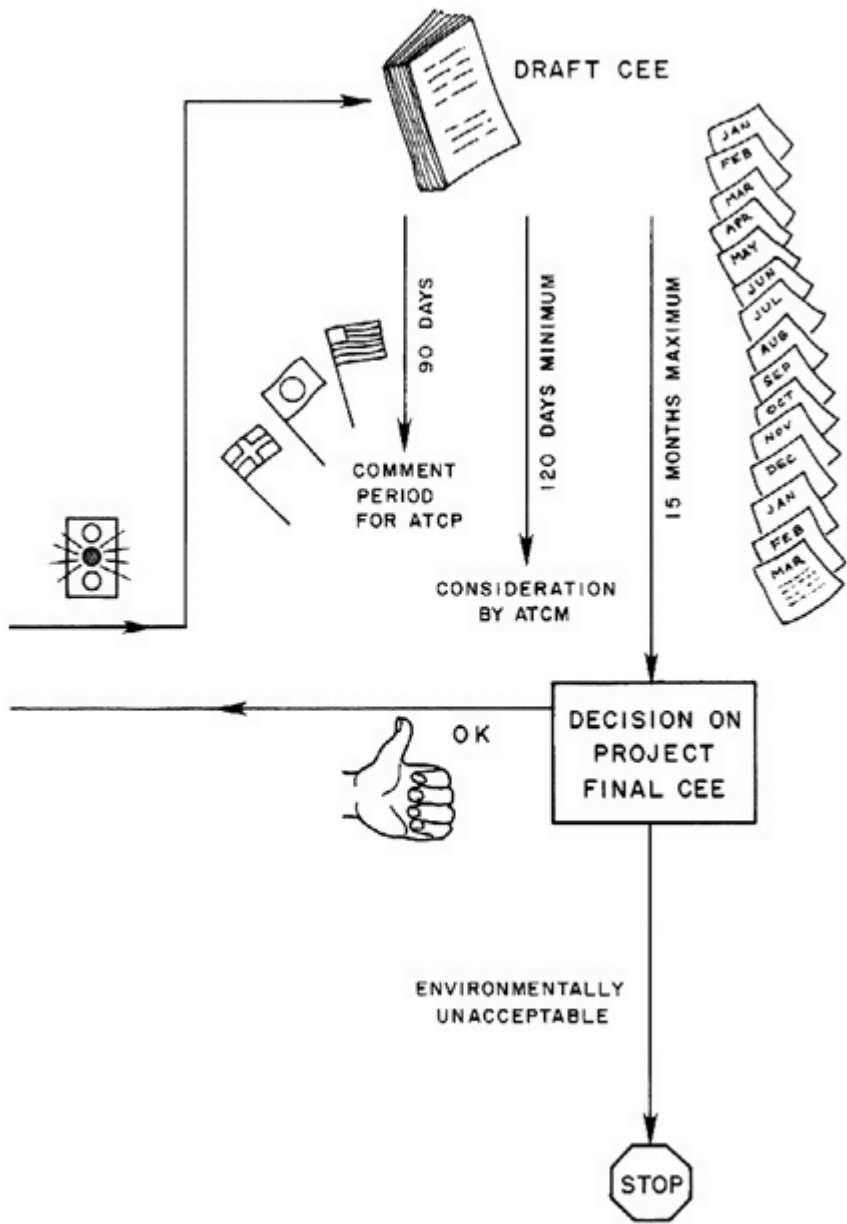 DRAFT CEE
JAN
FEB
MAR
APR
MAY
JUN
JUL
AUG
SEP
OCT
NOV
DEC
JAN
FEB
MAR
90 DAYS
120 DAYS MINIMUM
15 MONTHS MAXIMUM
COMMENT
PERIOD
FOR ATCP
CONSIDERATION
BY ATCM
DECISION ON
PROJECT
FINAL CEE
OK
ENVIRONMENTALLY
UNACCEPTABLE
STOP